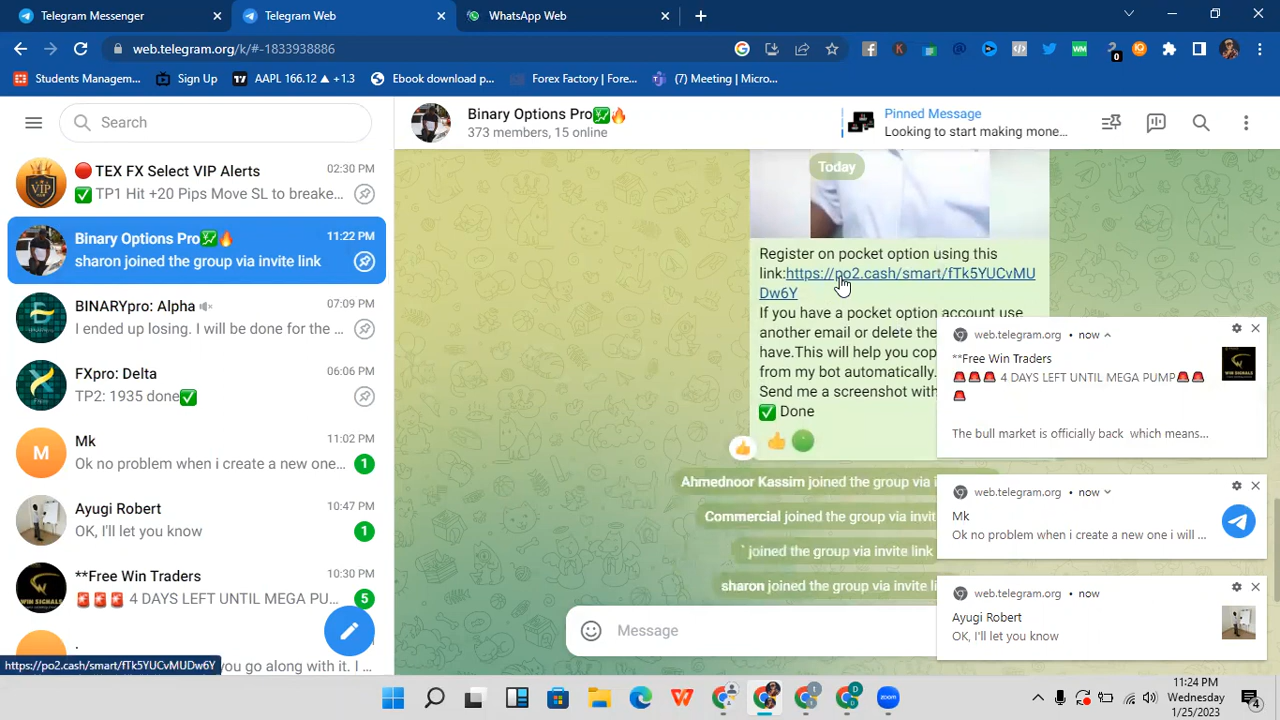 Telegram Messenger
Telegram Web
WhatsApp Web
web.telegram.org/k/#-1833938886
0
Students Managem...
Sign Up
AAPL 166.12 ▲ +1.3
Ebook download p...
Forex Factory | Fore...
(7) Meeting | Micro...
Search
Binary Options Pro💹🔥
373 members, 15 online
Pinned Message
Looking to start making mone...
🔴 TEX FX Select VIP Alerts
02:30 PM
✅ TP1 Hit +20 Pips Move SL to breake...
VIP
Binary Options Pro💹🔥
11:22 PM
sharon joined the group via invite link
BINARYpro: Alpha
07:09 PM
I ended up losing. I will be done for the ...
FXpro: Delta
06:06 PM
TP2: 1935 done✅
M
Mk
11:02 PM
Ok no problem when i create a new one...
1
Ayugi Robert
10:47 PM
OK, I'll let you know
1
**Free Win Traders
10:30 PM
🚨🚨🚨 4 DAYS LEFT UNTIL MEGA PU...
5
WIN SIGNALS
.
you go along with it. I ...
https://po2.cash/smart/fTk5YUCvMUDw6Y
Today
Register on pocket option using this
link:https://po2.cash/smart/fTk5YUCvMU
Dw6Y
If you have a pocket option account use
another email or delete the
have.This will help you cop
from my bot automatically.
Send me a screenshot with
✅ Done
Ahmednoor Kassim joined the group via i
Commercial joined the group via invit
` joined the group via invite link
sharon joined the group via invite li
Message
web.telegram.org • now
**Free Win Traders
🚨🚨🚨 4 DAYS LEFT UNTIL MEGA PUMP🚨🚨
🚨
The bull market is officially back which means...
web.telegram.org • now
Mk
Ok no problem when i create a new one i will ...
web.telegram.org • now
Ayugi Robert
OK, I'll let you know
zoom
11:24 PM
Wednesday
1/25/2023
4